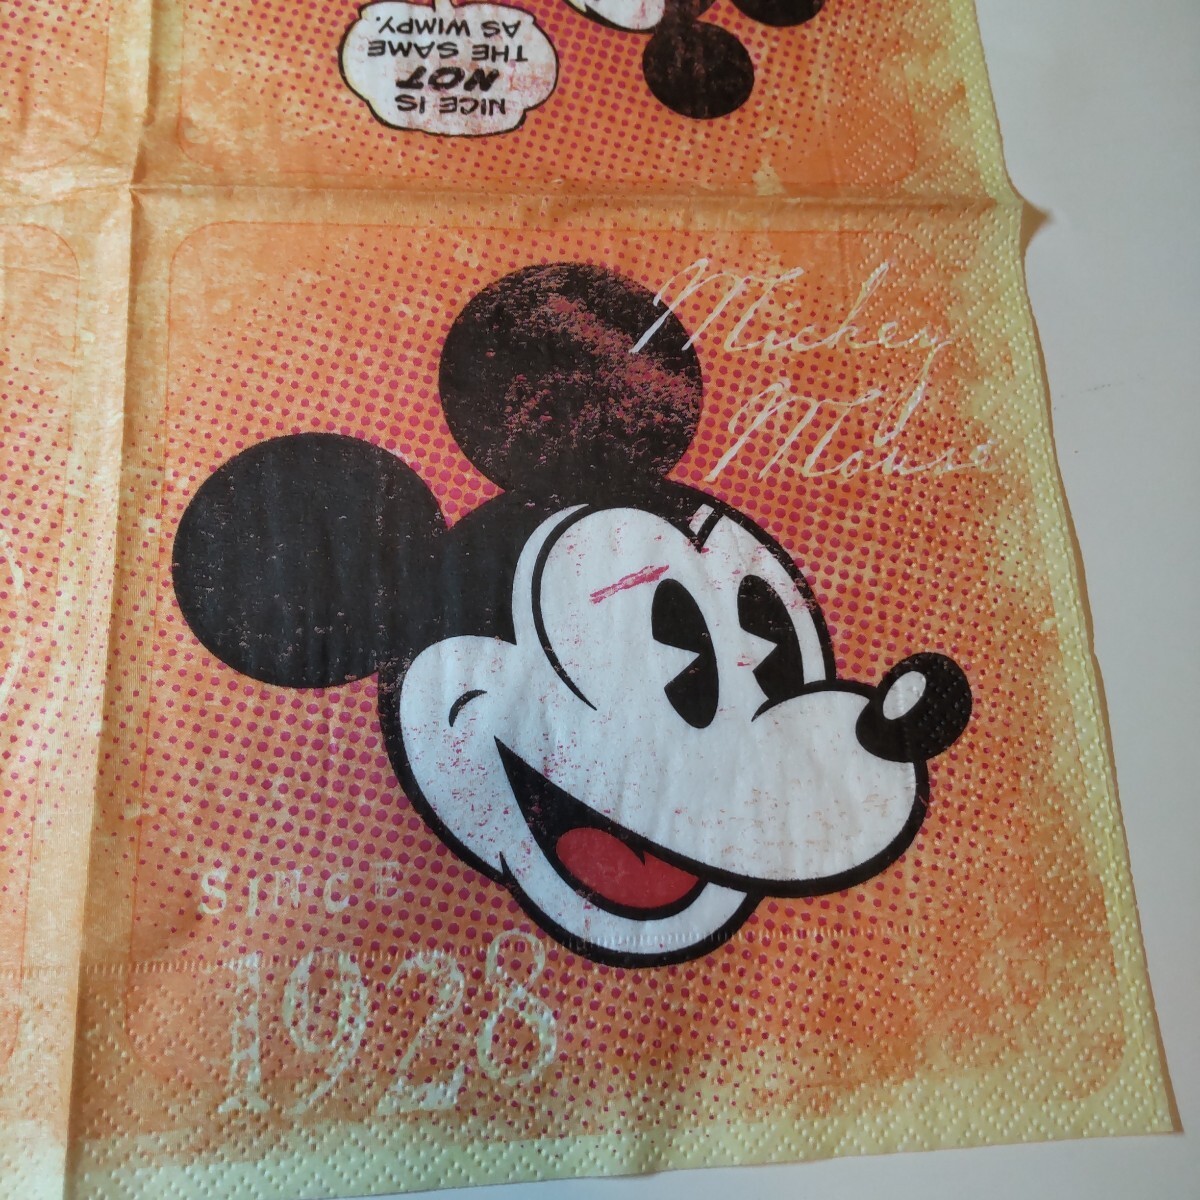 NICE IS
NOT
THE SAME
AS WIMPY.
Mickey
Mouse
SINCE
1928